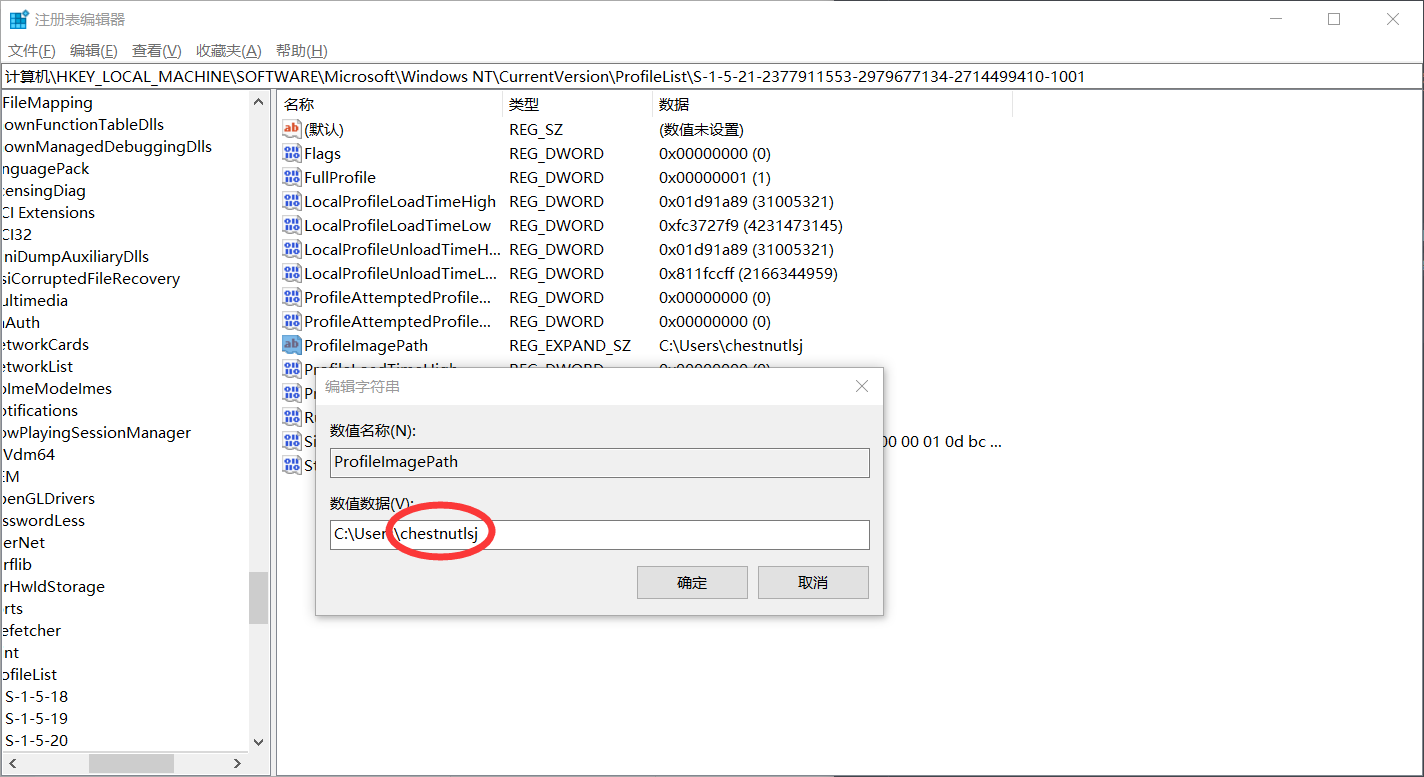 注册表编辑器
文件(F) 编辑(E) 查看(V) 收藏夹(A) 帮助(H)
计算机\HKEY_LOCAL_MACHINE\SOFTWARE\Microsoft\Windows NT\CurrentVersion\ProfileList\S-1-5-21-2377911553-2979677134-2714499410-1001
FileMapping
ownFunctionTableDlls
ownManagedDebuggingDlls
nguagePack
censingDiag
CI Extensions
CI32
niDumpAuxiliaryDlls
siCorruptedFileRecovery
ultimedia
Auth
etworkCards
etworkList
oImeModeImes
otifications
owPlayingSessionManager
Vdm64
EM
penGLDrivers
sswordLess
erNet
rflib
rHwIdStorage
orts
efetcher
nt
ofileList
S-1-5-18
S-1-5-19
S-1-5-20
名称 类型 数据
(默认) REG_SZ (数值未设置)
Flags REG_DWORD 0x00000000 (0)
FullProfile REG_DWORD 0x00000001 (1)
LocalProfileLoadTimeHigh REG_DWORD 0x01d91a89 (31005321)
LocalProfileLoadTimeLow REG_DWORD 0xfc3727f9 (4231473145)
LocalProfileUnloadTimeH... REG_DWORD 0x01d91a89 (31005321)
LocalProfileUnloadTimeL... REG_DWORD 0x811fccff (2166344959)
ProfileAttemptedProfile... REG_DWORD 0x00000000 (0)
ProfileAttemptedProfile... REG_DWORD 0x00000000 (0)
ProfileImagePath REG_EXPAND_SZ C:\Users\chestnutlsj
ProfileLoadTimeHigh REG_DWORD 0x00000000 (0)
00 00 01 0d bc ...
编辑字符串
数值名称(N):
ProfileImagePath
数值数据(V):
C:\Users\chestnutlsj
确定 取消